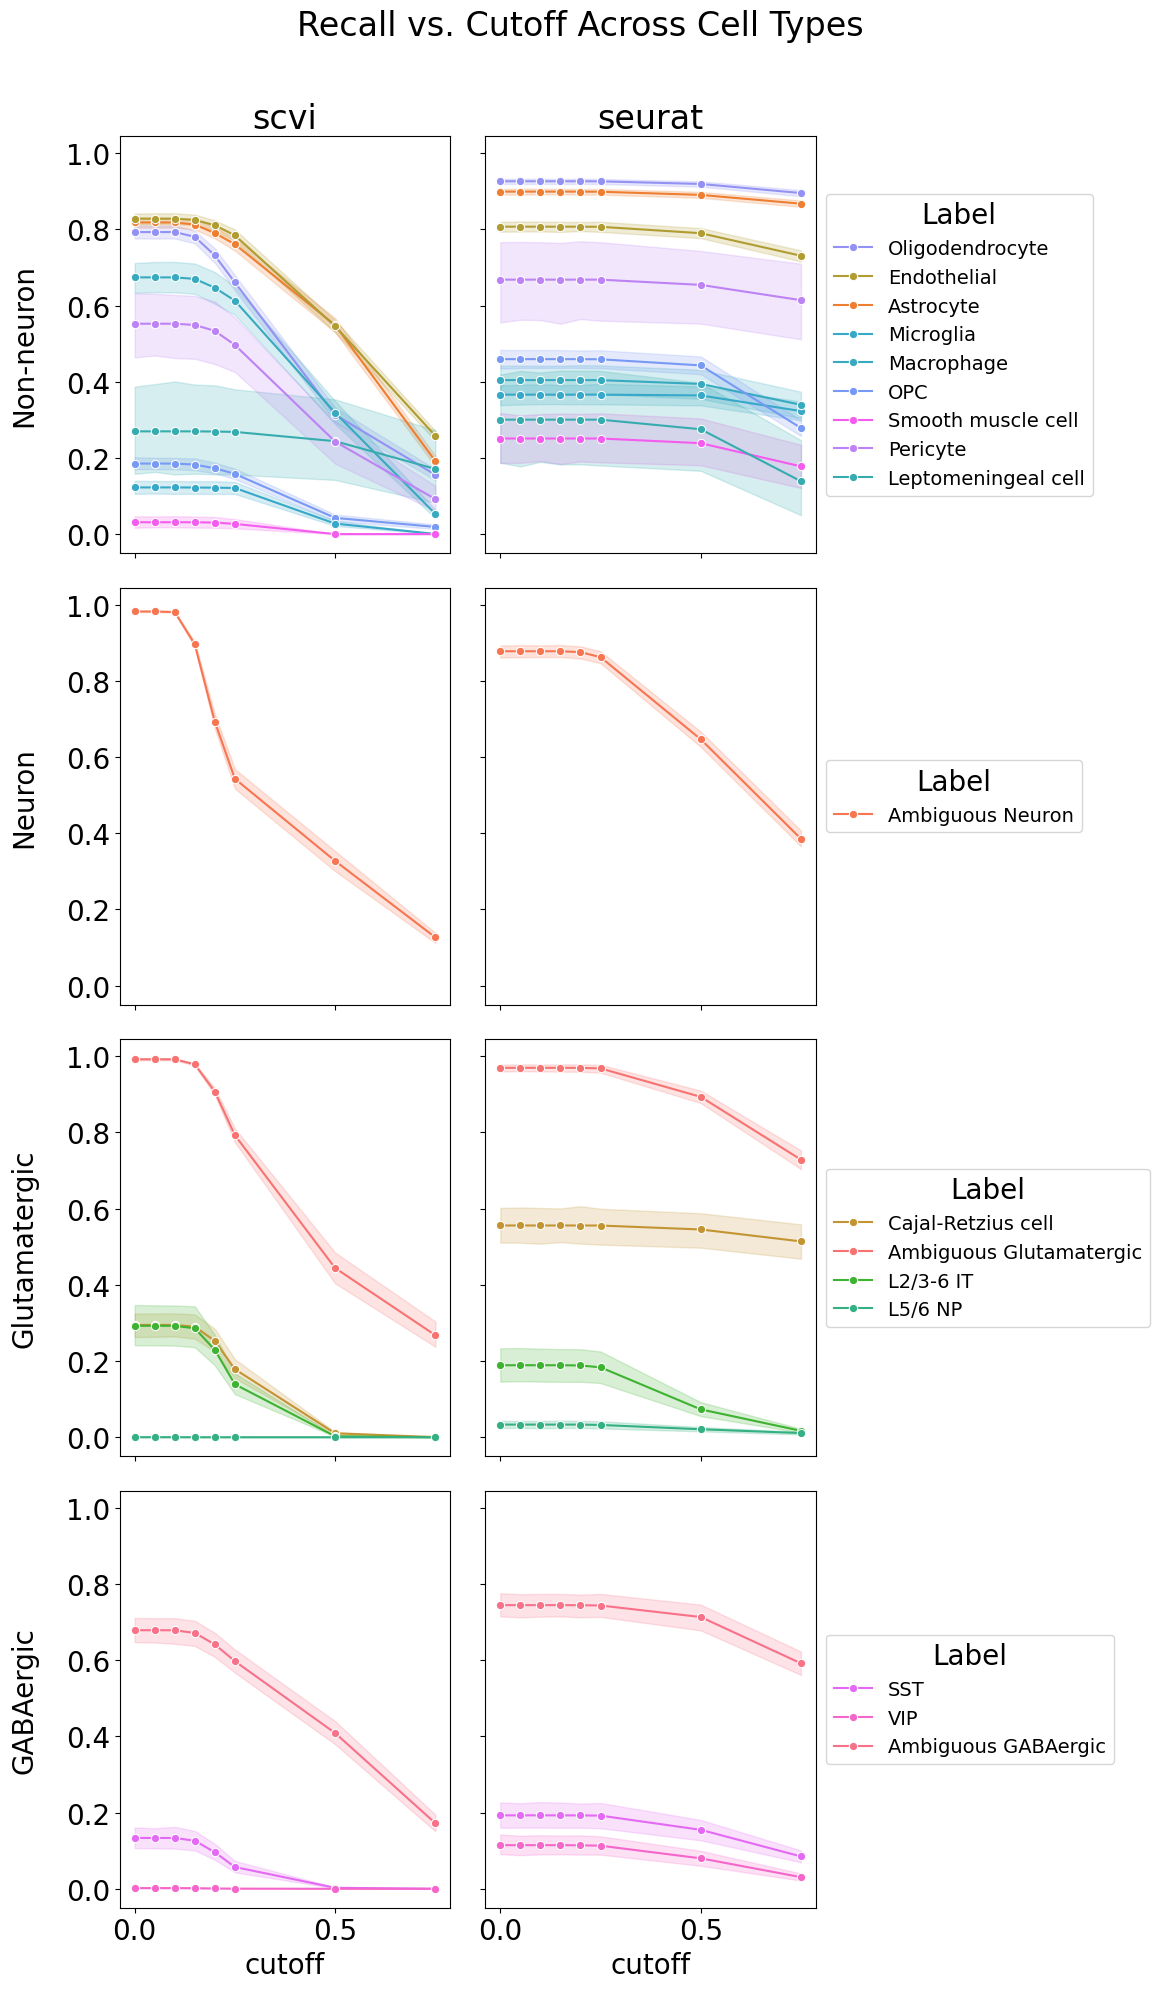 Recall vs. Cutoff Across Cell Types
scvi
seurat
Non-neuron
1.0
0.8
0.6
0.4
0.2
0.0
Label
Oligodendrocyte
Endothelial
Astrocyte
Microglia
Macrophage
OPC
Smooth muscle cell
Pericyte
Leptomeningeal cell
Neuron
1.0
0.8
0.6
0.4
0.2
0.0
Label
Ambiguous Neuron
Glutamatergic
1.0
0.8
0.6
0.4
0.2
0.0
Label
Cajal-Retzius cell
Ambiguous Glutamatergic
L2/3-6 IT
L5/6 NP
GABAergic
1.0
0.8
0.6
0.4
0.2
0.0
Label
SST
VIP
Ambiguous GABAergic
0.0 0.5
0.0 0.5
cutoff
cutoff